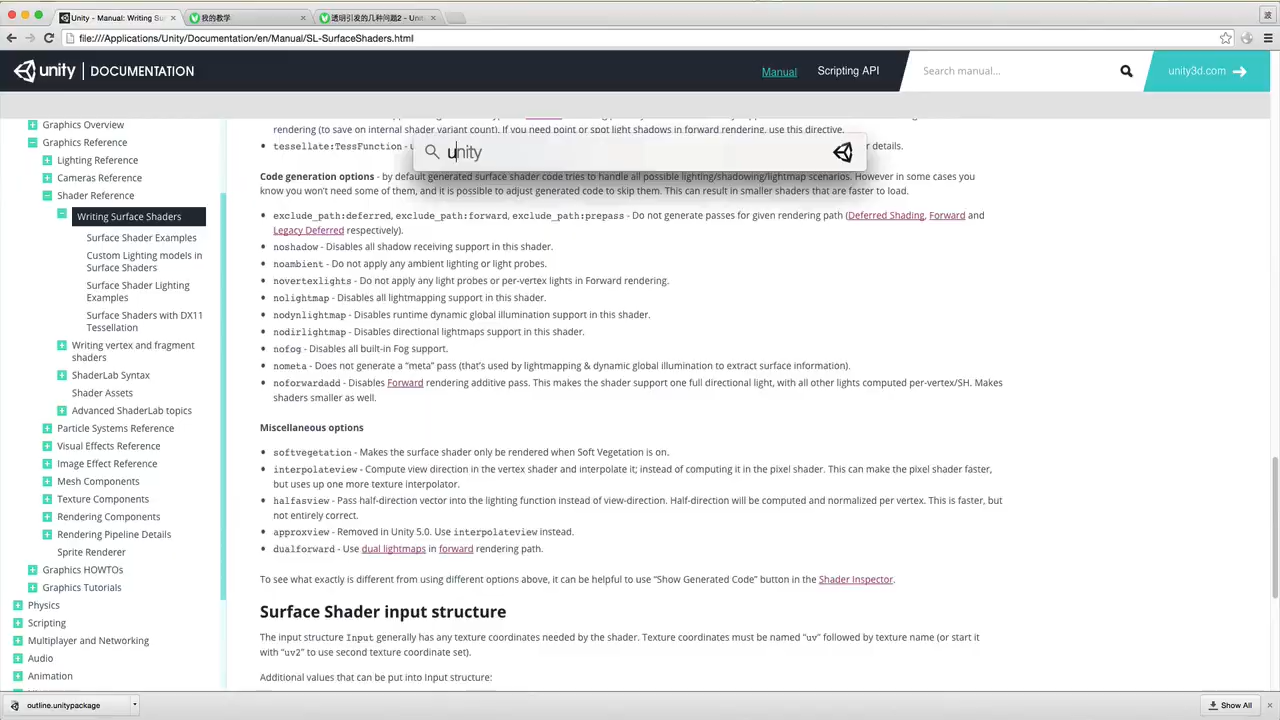 Unity - Manual: Writing Sur
我的教学
透明引发的几种问题2 - Unit
波
file:///Applications/Unity/Documentation/en/Manual/SL-SurfaceShaders.html
unity | DOCUMENTATION
Manual
Scripting API
Search manual...
unity3d.com
Graphics Overview
Graphics Reference
Lighting Reference
Cameras Reference
Shader Reference
Writing Surface Shaders
Surface Shader Examples
Custom Lighting models in
Surface Shaders
Surface Shader Lighting
Examples
Surface Shaders with DX11
Tessellation
Writing vertex and fragment
shaders
ShaderLab Syntax
Shader Assets
Advanced ShaderLab topics
Particle Systems Reference
Visual Effects Reference
Image Effect Reference
Mesh Components
Texture Components
Rendering Components
Rendering Pipeline Details
Sprite Renderer
Graphics HOWTOs
Graphics Tutorials
Physics
Scripting
Multiplayer and Networking
Audio
Animation
rendering (to save on internal shader variant count). If you need point or spot light shadows in forward rendering, use this directive.
tessellate:TessFunction - u
r details.
unity
Code generation options - by default generated surface shader code tries to handle all possible lighting/shadowing/lightmap scenarios. However in some cases you
know you won't need some of them, and it is possible to adjust generated code to skip them. This can result in smaller shaders that are faster to load.
exclude_path:deferred, exclude_path:forward, exclude_path:prepass - Do not generate passes for given rendering path (Deferred Shading, Forward and
Legacy Deferred respectively).
noshadow - Disables all shadow receiving support in this shader.
noambient - Do not apply any ambient lighting or light probes.
novertexlights - Do not apply any light probes or per-vertex lights in Forward rendering.
nolightmap - Disables all lightmapping support in this shader.
nodynlightmap - Disables runtime dynamic global illumination support in this shader.
nodirlightmap - Disables directional lightmaps support in this shader.
nofog - Disables all built-in Fog support.
nometa - Does not generate a “meta” pass (that’s used by lightmapping & dynamic global illumination to extract surface information).
noforwardadd - Disables Forward rendering additive pass. This makes the shader support one full directional light, with all other lights computed per-vertex/SH. Makes
shaders smaller as well.
Miscellaneous options
softvegetation - Makes the surface shader only be rendered when Soft Vegetation is on.
interpolateview - Compute view direction in the vertex shader and interpolate it; instead of computing it in the pixel shader. This can make the pixel shader faster,
but uses up one more texture interpolator.
halfasview - Pass half-direction vector into the lighting function instead of view-direction. Half-direction will be computed and normalized per vertex. This is faster, but
not entirely correct.
approxview - Removed in Unity 5.0. Use interpolateview instead.
dualforward - Use dual lightmaps in forward rendering path.
To see what exactly is different from using different options above, it can be helpful to use “Show Generated Code” button in the Shader Inspector.
Surface Shader input structure
The input structure Input generally has any texture coordinates needed by the shader. Texture coordinates must be named “uv” followed by texture name (or start it
with “uv2” to use second texture coordinate set).
Additional values that can be put into Input structure:
outline.unitypackage
Show All